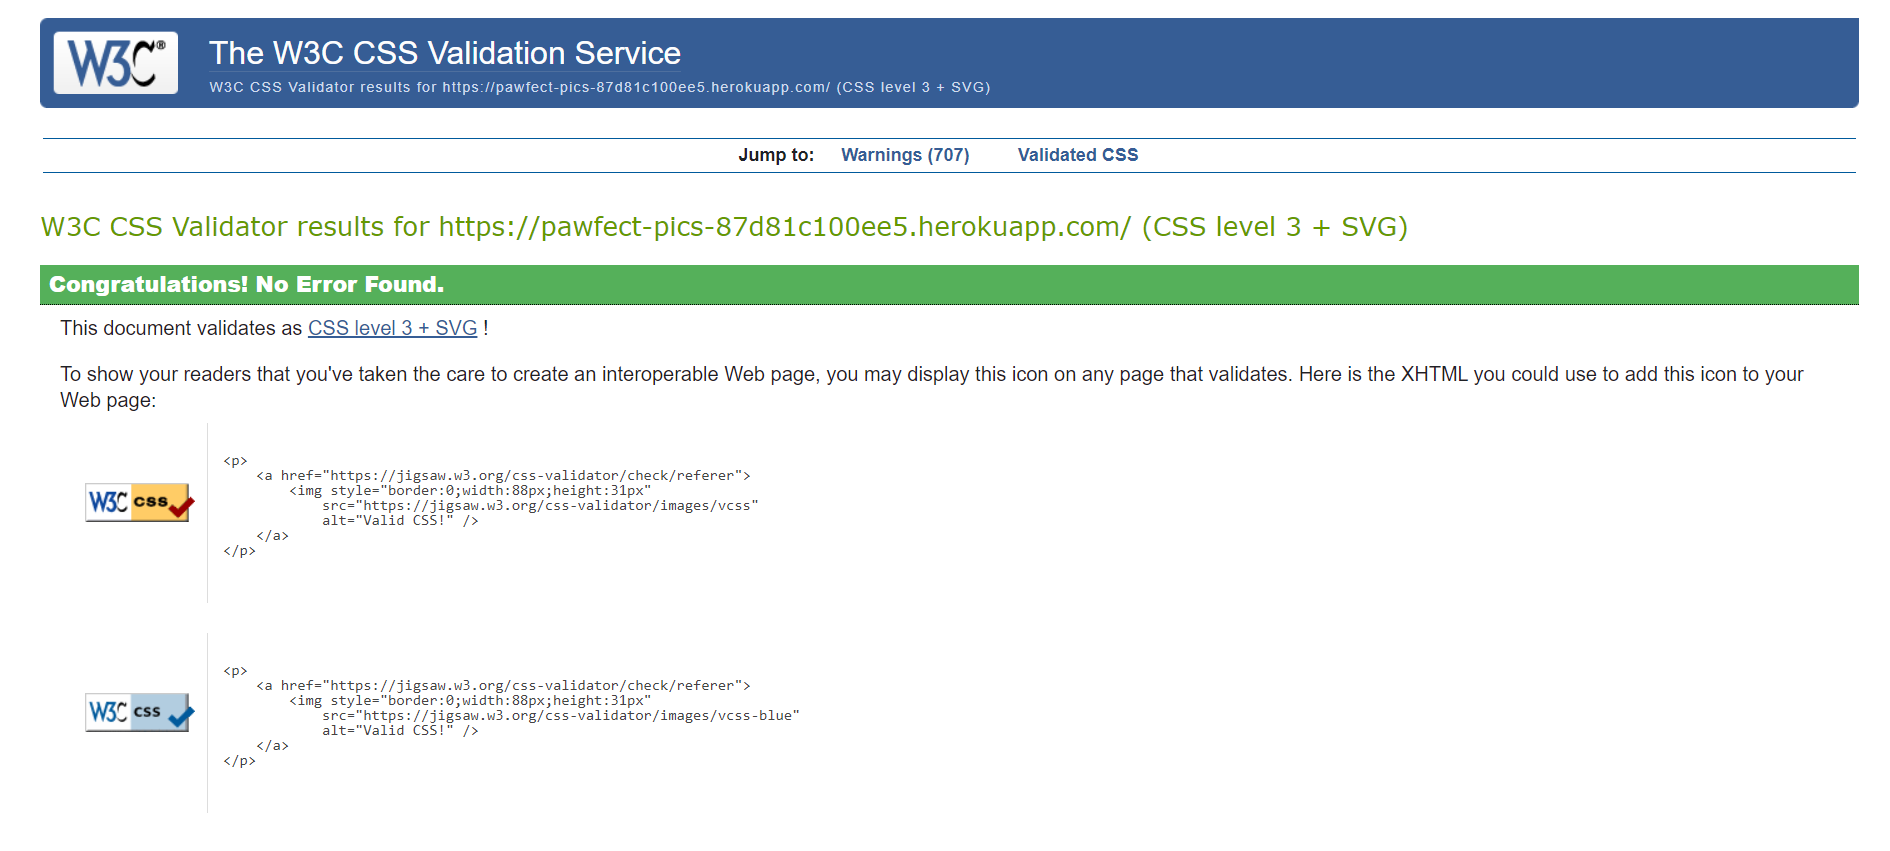 W3C® The W3C CSS Validation Service
W3C CSS Validator results for https://pawfect-pics-87d81c100ee5.herokuapp.com/ (CSS level 3 + SVG)
Jump to: Warnings (707) Validated CSS
W3C CSS Validator results for https://pawfect-pics-87d81c100ee5.herokuapp.com/ (CSS level 3 + SVG)
Congratulations! No Error Found.
This document validates as CSS level 3 + SVG !
To show your readers that you've taken the care to create an interoperable Web page, you may display this icon on any page that validates. Here is the XHTML you could use to add this icon to your
Web page:
W3C css
<p>
    <a href="https://jigsaw.w3.org/css-validator/check/referer">
        <img style="border:0;width:88px;height:31px"
            src="https://jigsaw.w3.org/css-validator/images/vcss"
            alt="Valid CSS!" />
    </a>
</p>
W3C css
<p>
    <a href="https://jigsaw.w3.org/css-validator/check/referer">
        <img style="border:0;width:88px;height:31px"
            src="https://jigsaw.w3.org/css-validator/images/vcss-blue"
            alt="Valid CSS!" />
    </a>
</p>